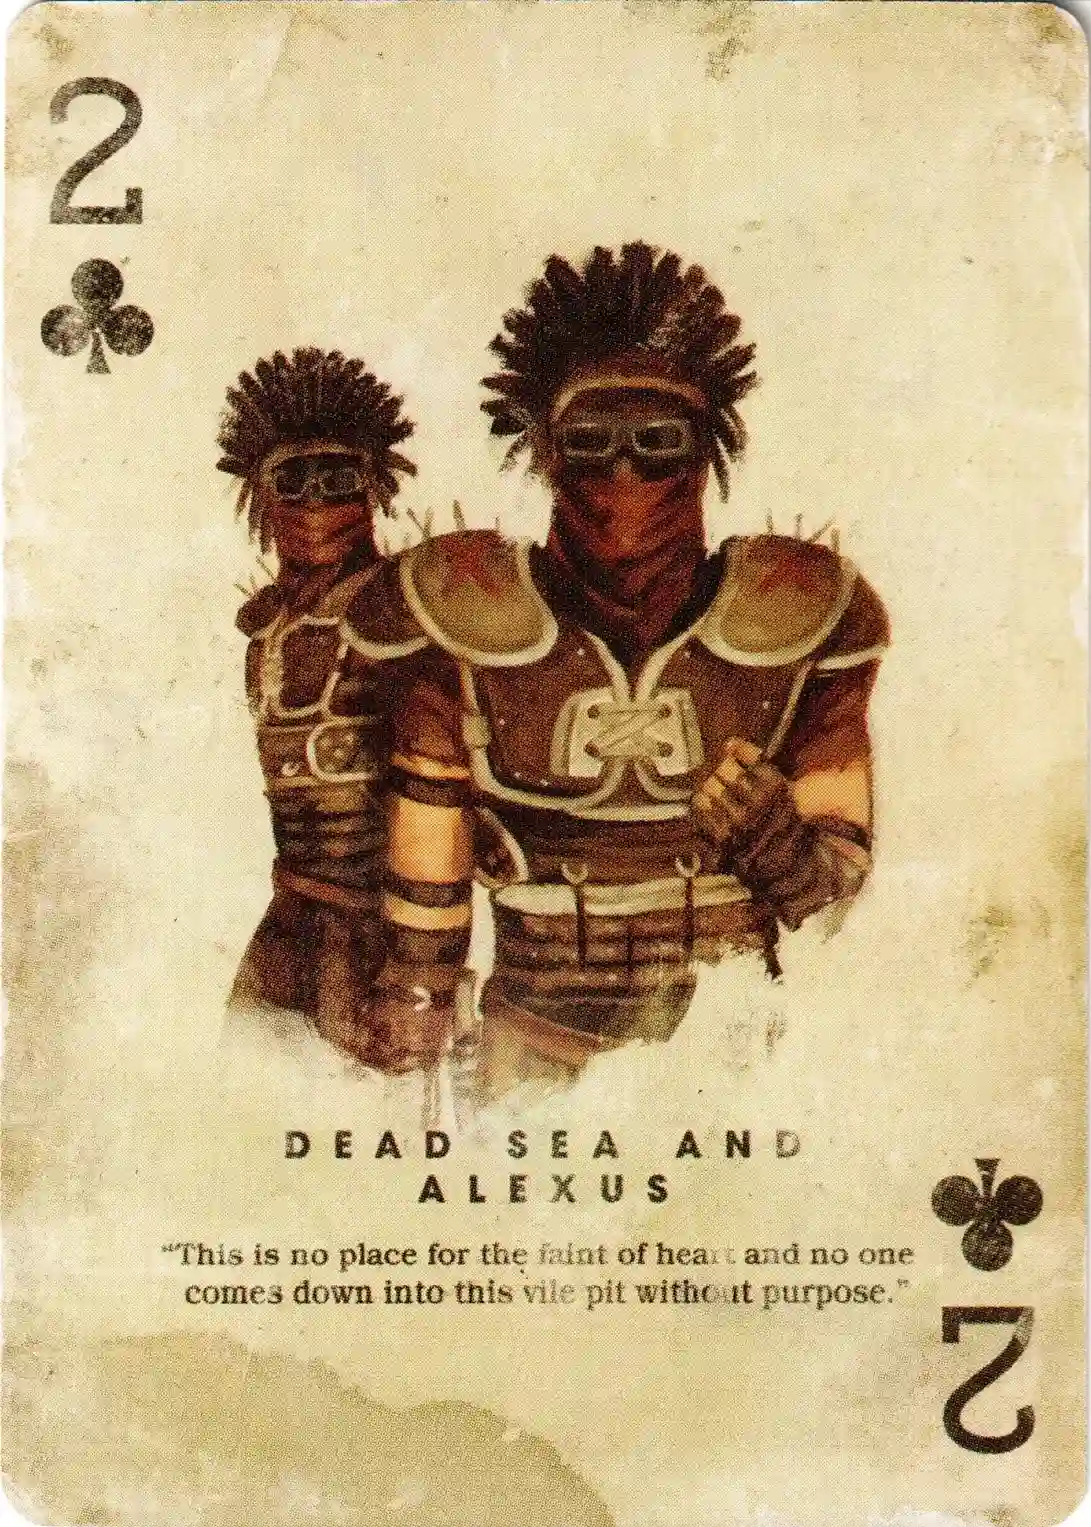 2
DEAD SEA AND
ALEXUS
“This is no place for the faint of heart and no one
comes down into this vile pit without purpose.”
2